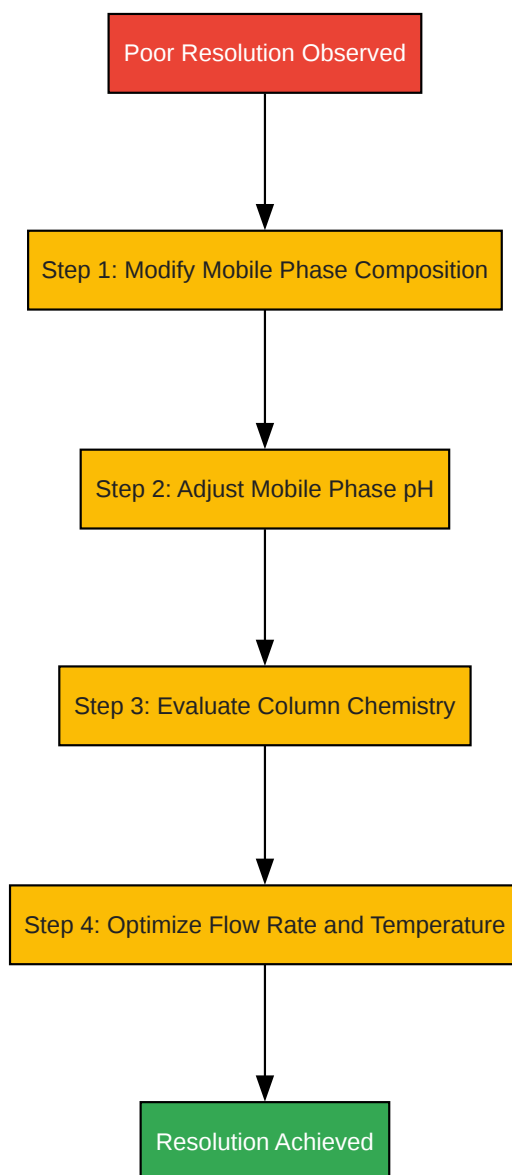 Poor Resolution Observed
Step 1: Modify Mobile Phase Composition
Step 2: Adjust Mobile Phase pH
Step 3: Evaluate Column Chemistry
Step 4: Optimize Flow Rate and Temperature
Resolution Achieved